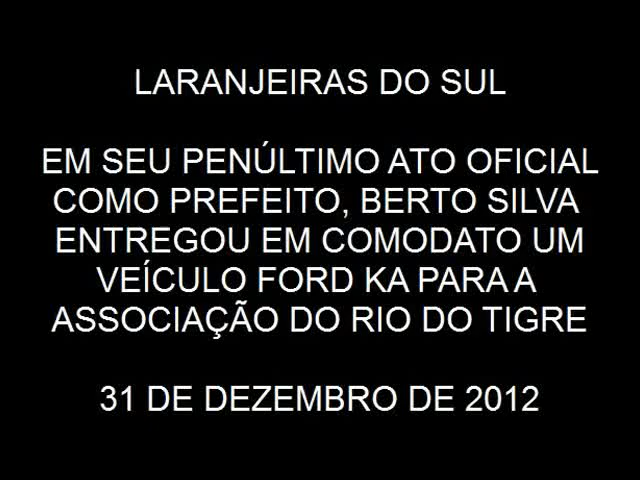 LARANJEIRAS DO SUL
EM SEU PENÚLTIMO ATO OFICIAL
COMO PREFEITO, BERTO SILVA
ENTREGOU EM COMODATO UM
VEÍCULO FORD KA PARA A
ASSOCIAÇÃO DO RIO DO TIGRE
31 DE DEZEMBRO DE 2012